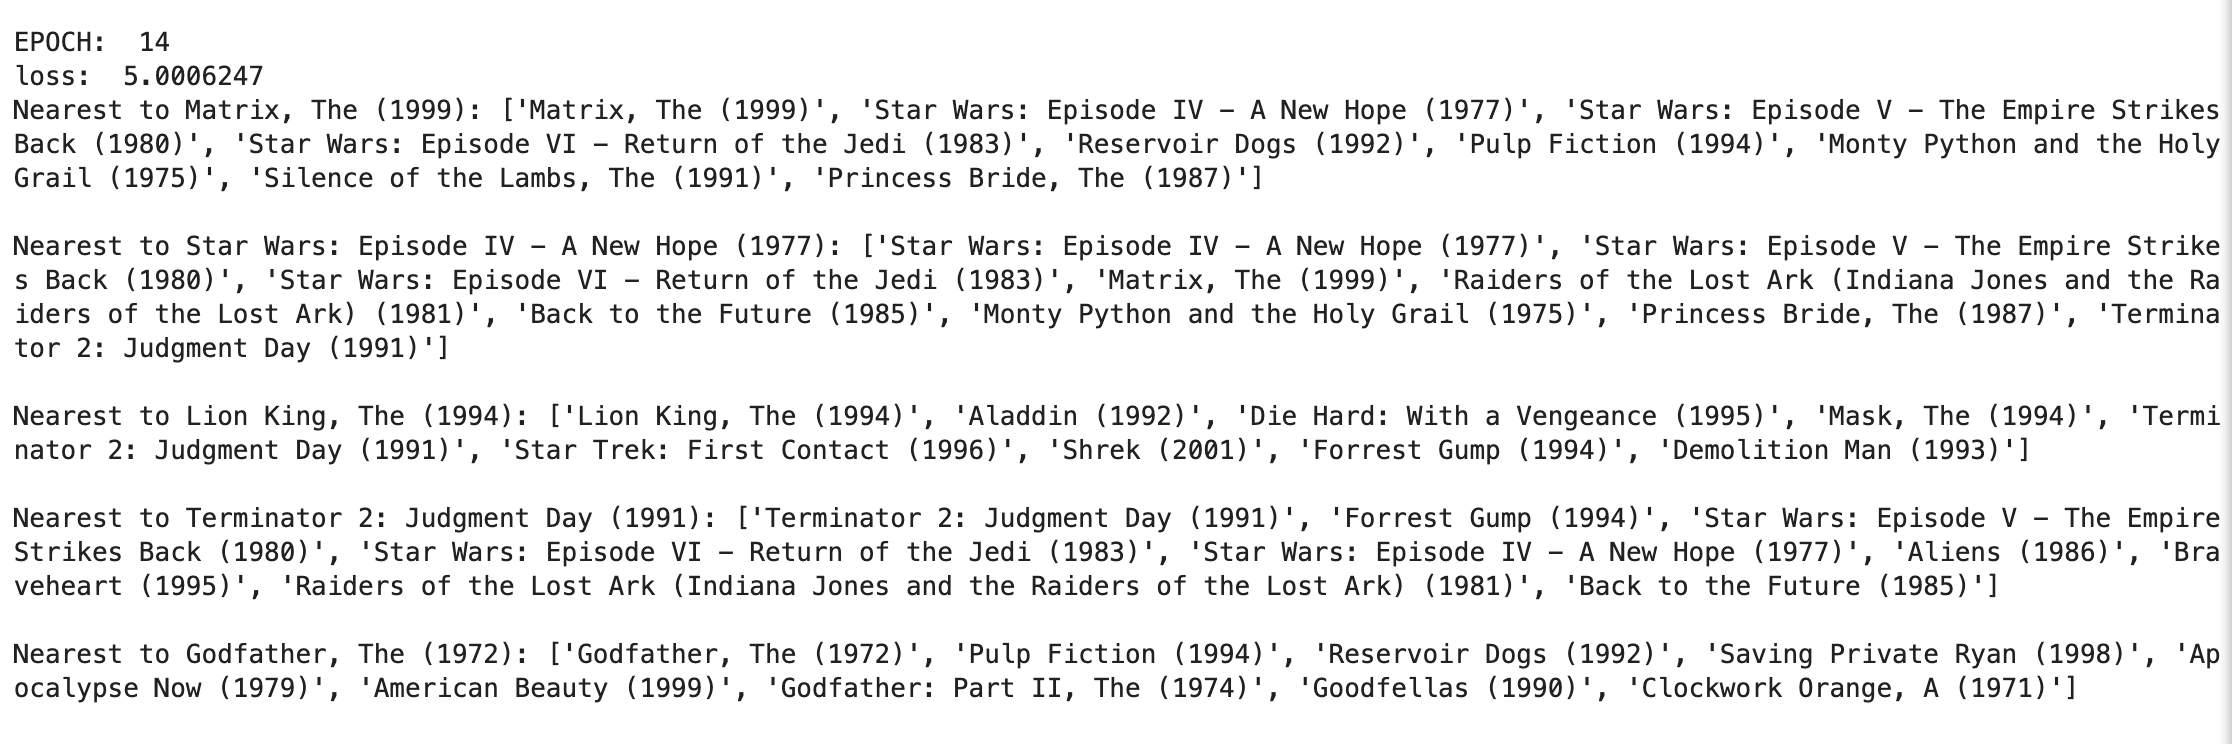 EPOCH:  14
loss:  5.0006247
Nearest to Matrix, The (1999): ['Matrix, The (1999)', 'Star Wars: Episode IV – A New Hope (1977)', 'Star Wars: Episode V – The Empire Strikes
Back (1980)', 'Star Wars: Episode VI – Return of the Jedi (1983)', 'Reservoir Dogs (1992)', 'Pulp Fiction (1994)', 'Monty Python and the Holy
Grail (1975)', 'Silence of the Lambs, The (1991)', 'Princess Bride, The (1987)']
Nearest to Star Wars: Episode IV – A New Hope (1977): ['Star Wars: Episode IV – A New Hope (1977)', 'Star Wars: Episode V – The Empire Strike
s Back (1980)', 'Star Wars: Episode VI – Return of the Jedi (1983)', 'Matrix, The (1999)', 'Raiders of the Lost Ark (Indiana Jones and the Ra
iders of the Lost Ark) (1981)', 'Back to the Future (1985)', 'Monty Python and the Holy Grail (1975)', 'Princess Bride, The (1987)', 'Termina
tor 2: Judgment Day (1991)']
Nearest to Lion King, The (1994): ['Lion King, The (1994)', 'Aladdin (1992)', 'Die Hard: With a Vengeance (1995)', 'Mask, The (1994)', 'Termi
nator 2: Judgment Day (1991)', 'Star Trek: First Contact (1996)', 'Shrek (2001)', 'Forrest Gump (1994)', 'Demolition Man (1993)']
Nearest to Terminator 2: Judgment Day (1991): ['Terminator 2: Judgment Day (1991)', 'Forrest Gump (1994)', 'Star Wars: Episode V – The Empire
Strikes Back (1980)', 'Star Wars: Episode VI – Return of the Jedi (1983)', 'Star Wars: Episode IV – A New Hope (1977)', 'Aliens (1986)', 'Bra
veheart (1995)', 'Raiders of the Lost Ark (Indiana Jones and the Raiders of the Lost Ark) (1981)', 'Back to the Future (1985)']
Nearest to Godfather, The (1972): ['Godfather, The (1972)', 'Pulp Fiction (1994)', 'Reservoir Dogs (1992)', 'Saving Private Ryan (1998)', 'Ap
ocalypse Now (1979)', 'American Beauty (1999)', 'Godfather: Part II, The (1974)', 'Goodfellas (1990)', 'Clockwork Orange, A (1971)']